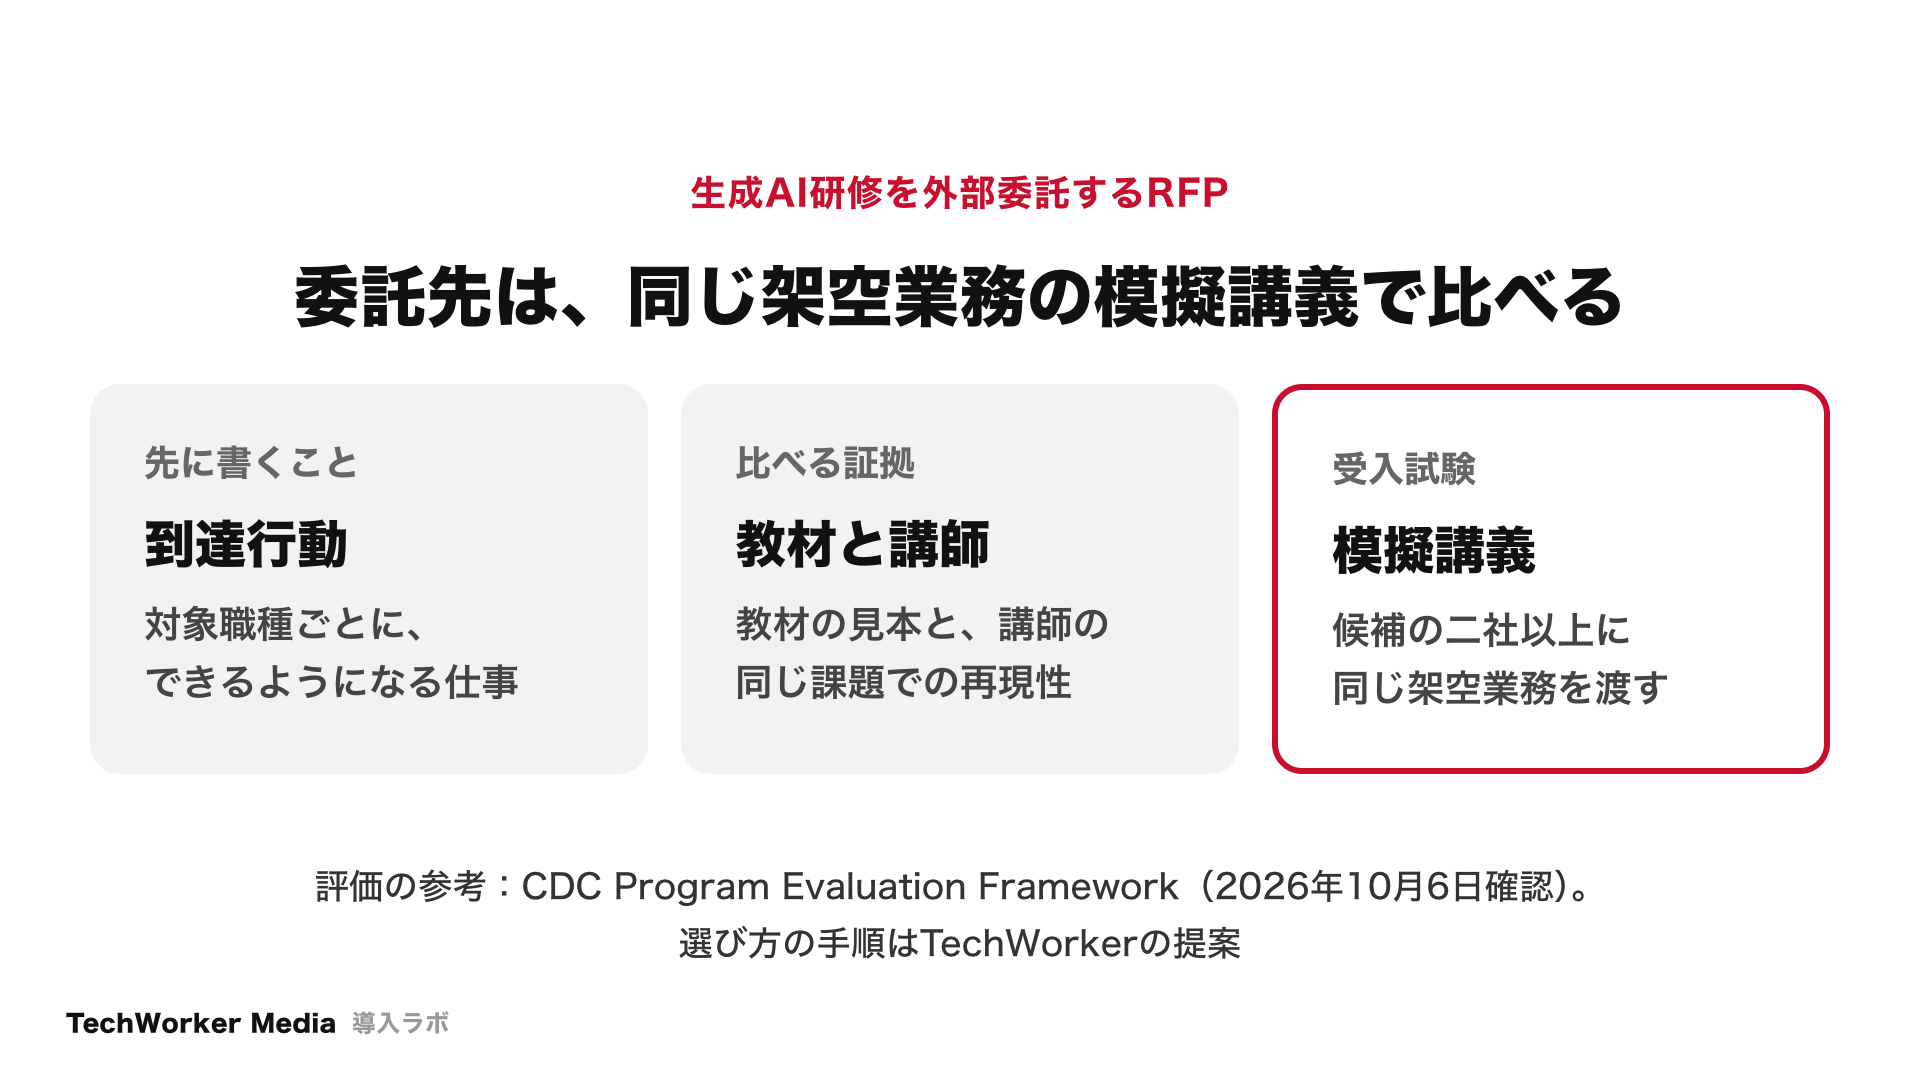 生成AI研修を外部委託するRFP
委託先は、同じ架空業務の模擬講義で比べる
先に書くこと
到達行動
対象職種ごとに、
できるようになる仕事
比べる証拠
教材と講師
教材の見本と、講師の
同じ課題での再現性
受入試験
模擬講義
候補の二社以上に
同じ架空業務を渡す
評価の参考：CDC Program Evaluation Framework（2026年10月6日確認）。
選び方の手順はTechWorkerの提案
TechWorker Media 導入ラボ